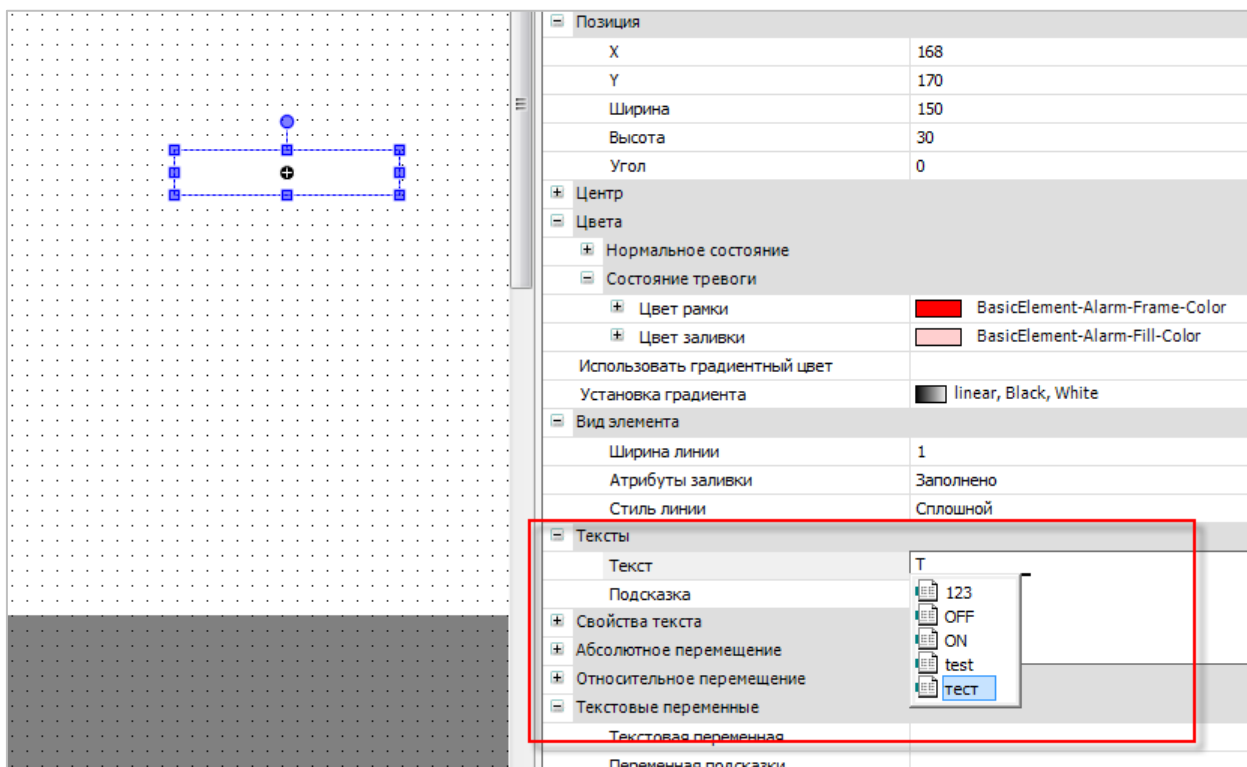 Позиция
X 168
Y 170
Ширина 150
Высота 30
Угол 0
Центр
Цвета
Нормальное состояние
Состояние тревоги
Цвет рамки BasicElement-Alarm-Frame-Color
Цвет заливки BasicElement-Alarm-Fill-Color
Использовать градиентный цвет
Установка градиента linear, Black, White
Вид элемента
Ширина линии 1
Атрибуты заливки Заполнено
Стиль линии Сплошной
Тексты
Текст Т
Подсказка 123
Свойства текста OFF
Абсолютное перемещение ON
Относительное перемещение test
тест
Текстовые переменные
Текстовая переменная
Переменная подсказки